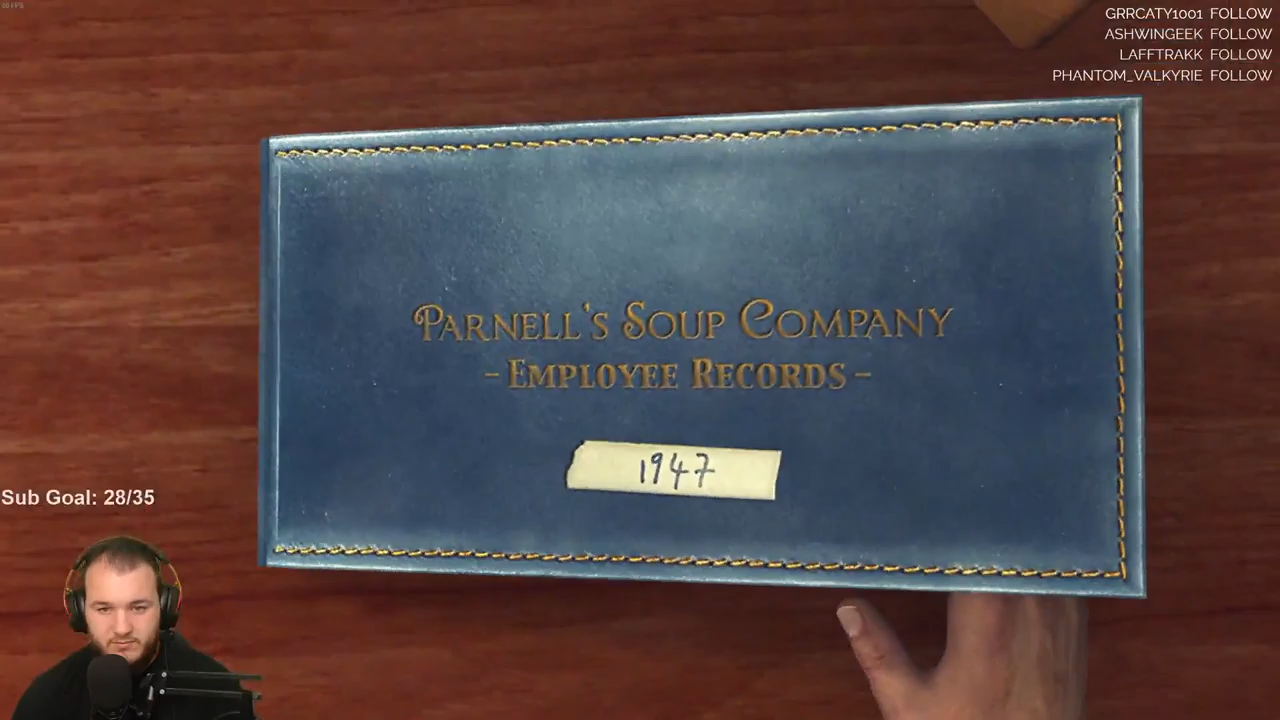 GRRCATY1001 FOLLOW
ASHWINGEEK FOLLOW
LAFFTRAKK FOLLOW
PHANTOM_VALKYRIE FOLLOW
PARNELL'S SOUP COMPANY
- EMPLOYEE RECORDS -
1947
Sub Goal: 28/35